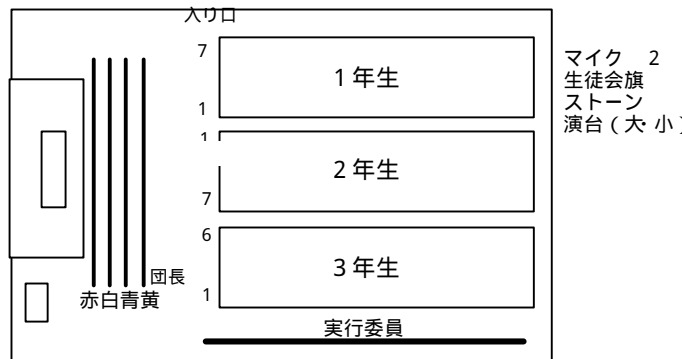 入り口
7
1年生
1
1
2年生
7
6
3年生
1
団長
赤白青黄
実行委員
マイク 2
生徒会旗
ストーン
演台(大・小)